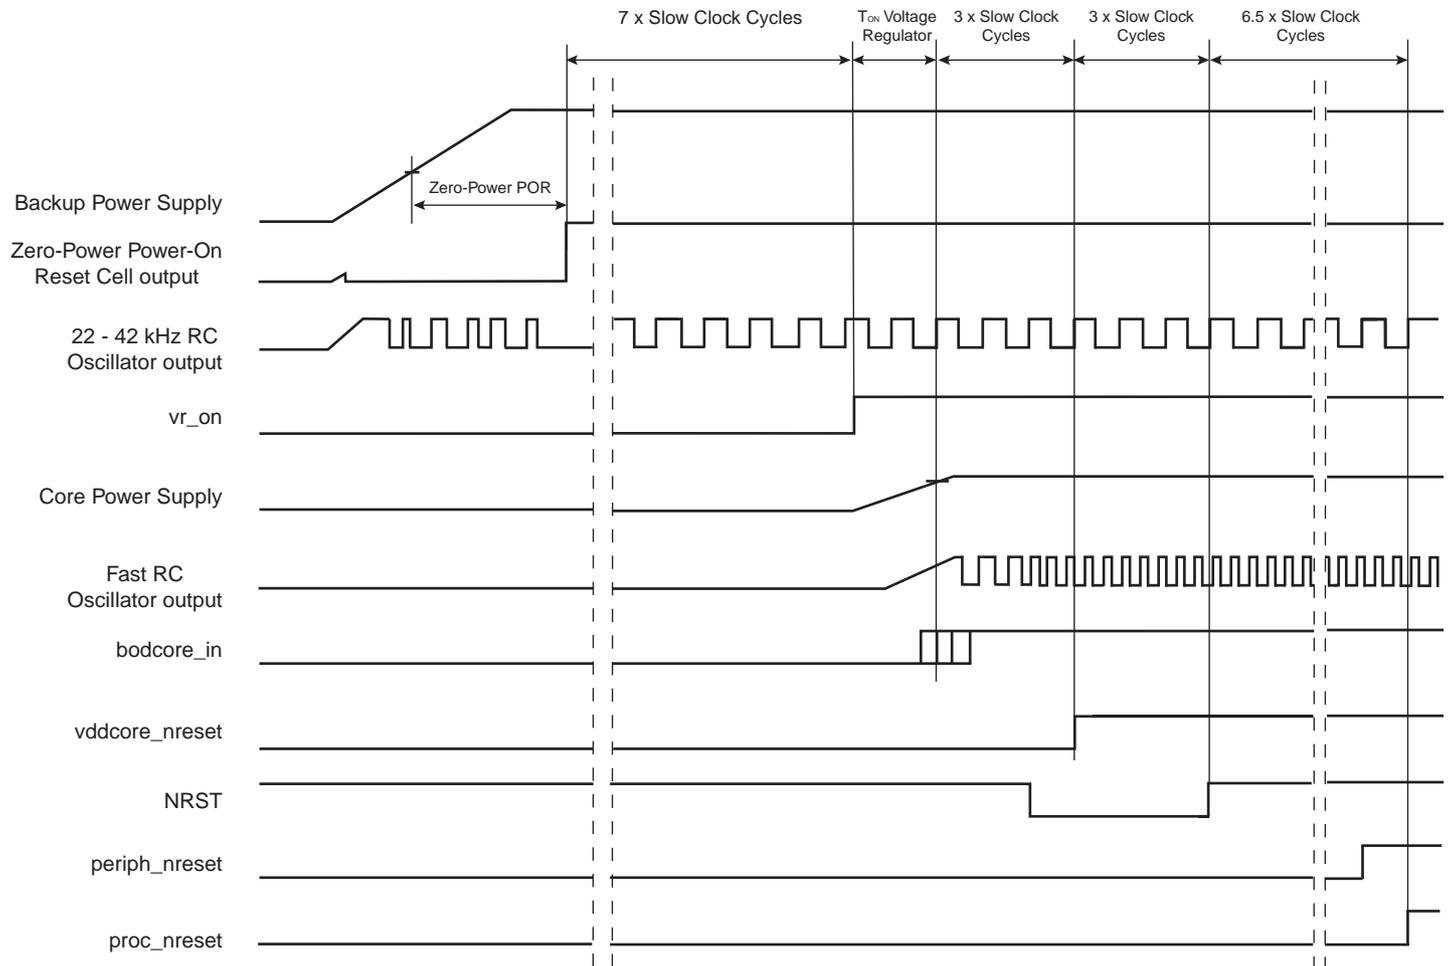 7 x Slow Clock Cycles
TON Voltage
Regulator
3 x Slow Clock
Cycles
3 x Slow Clock
Cycles
6.5 x Slow Clock
Cycles
Zero-Power POR
Backup Power Supply
Zero-Power Power-On
Reset Cell output
22 - 42 kHz RC
Oscillator output
vr_on
Core Power Supply
Fast RC
Oscillator output
bodcore_in
vddcore_nreset
NRST
periph_nreset
proc_nreset